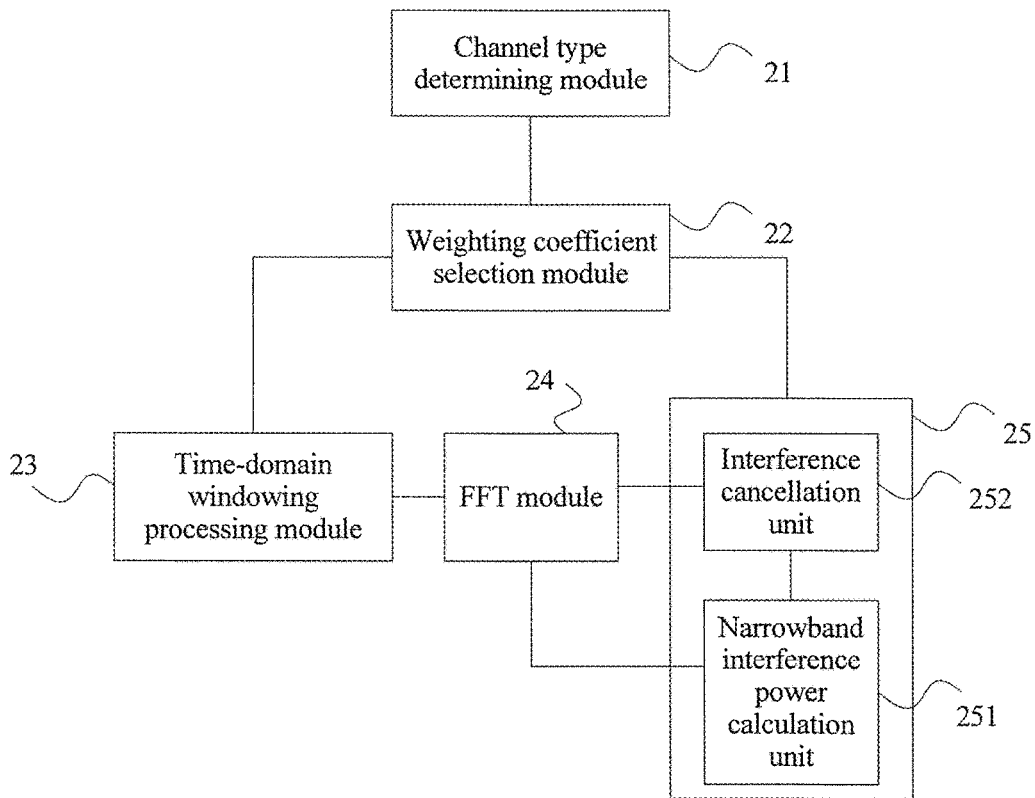 Channel type
determining module
21
Weighting coefficient
selection module
22
24
25
23
Time-domain
windowing
processing module
FFT module
Interference
cancellation
unit
252
Narrowband
interference
power
calculation
unit
251